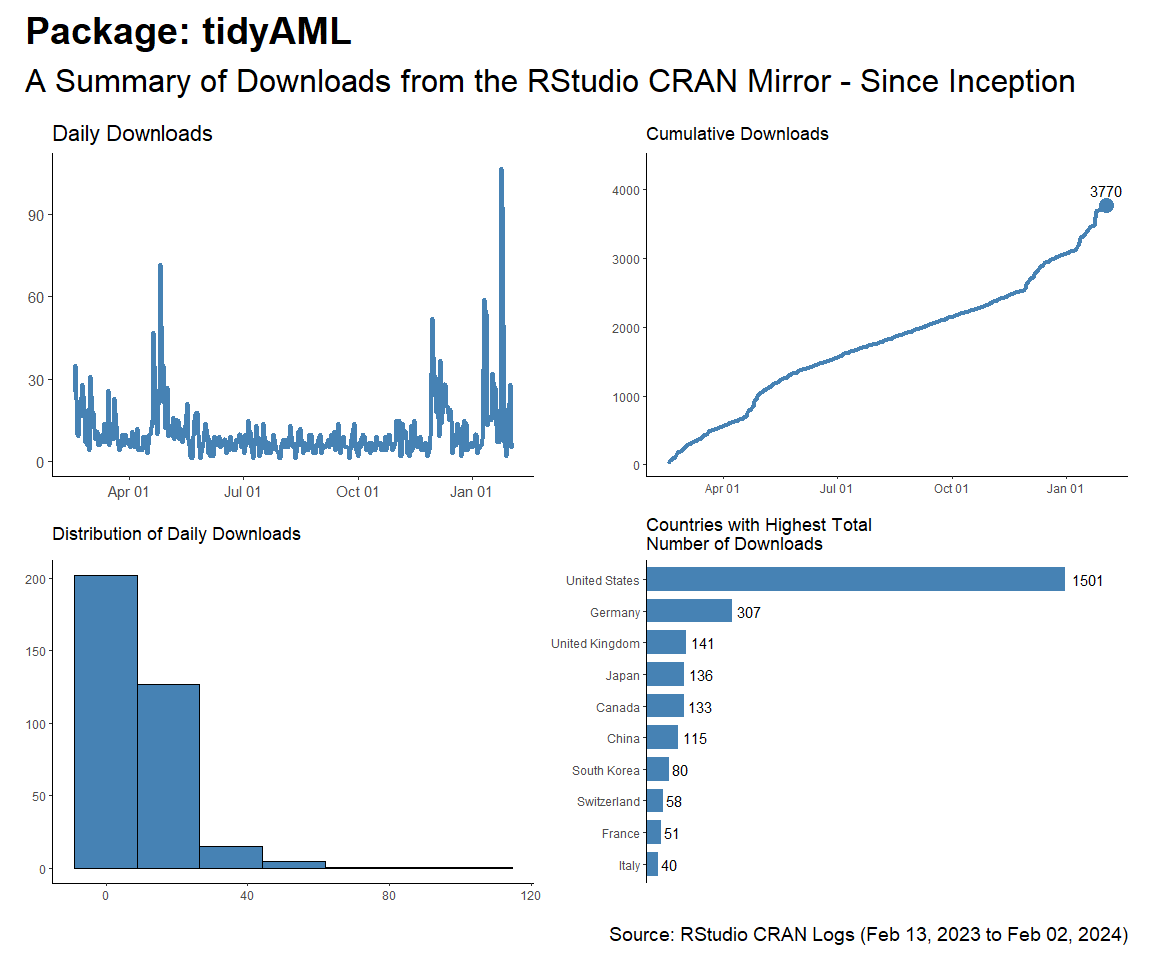 Package: tidyAML
A Summary of Downloads from the RStudio CRAN Mirror - Since Inception
Daily Downloads
90
60
30
0
Apr 01 Jul 01 Oct 01 Jan 01
Cumulative Downloads
4000
3000
2000
1000
0
3770
Apr 01 Jul 01 Oct 01 Jan 01
Distribution of Daily Downloads
200
150
100
50
0
0 40 80 120
Countries with Highest Total
Number of Downloads
United States 1501
Germany 307
United Kingdom 141
Japan 136
Canada 133
China 115
South Korea 80
Switzerland 58
France 51
Italy 40
Source: RStudio CRAN Logs (Feb 13, 2023 to Feb 02, 2024)